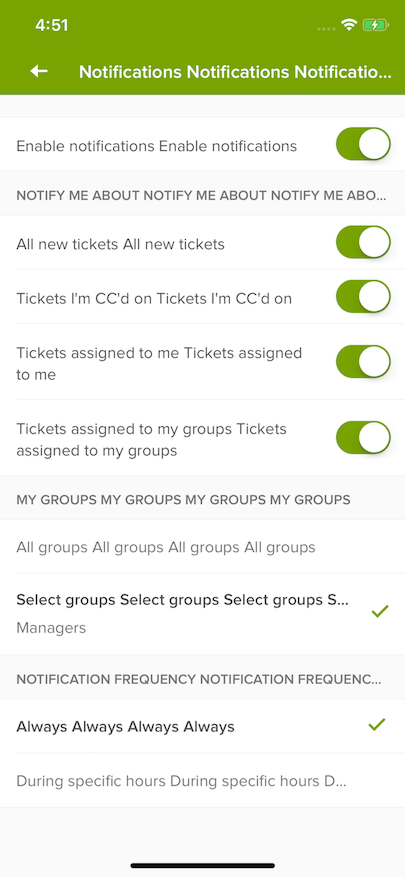 4:51
Notifications Notifications Notificatio...
Enable notifications Enable notifications
NOTIFY ME ABOUT NOTIFY ME ABOUT NOTIFY ME ABO...
All new tickets All new tickets
Tickets I'm CC'd on Tickets I'm CC'd on
Tickets assigned to me Tickets assigned
to me
Tickets assigned to my groups Tickets
assigned to my groups
MY GROUPS MY GROUPS MY GROUPS MY GROUPS
All groups All groups All groups All groups
Select groups Select groups Select groups S...
Managers
NOTIFICATION FREQUENCY NOTIFICATION FREQUENC...
Always Always Always Always
During specific hours During specific hours D...